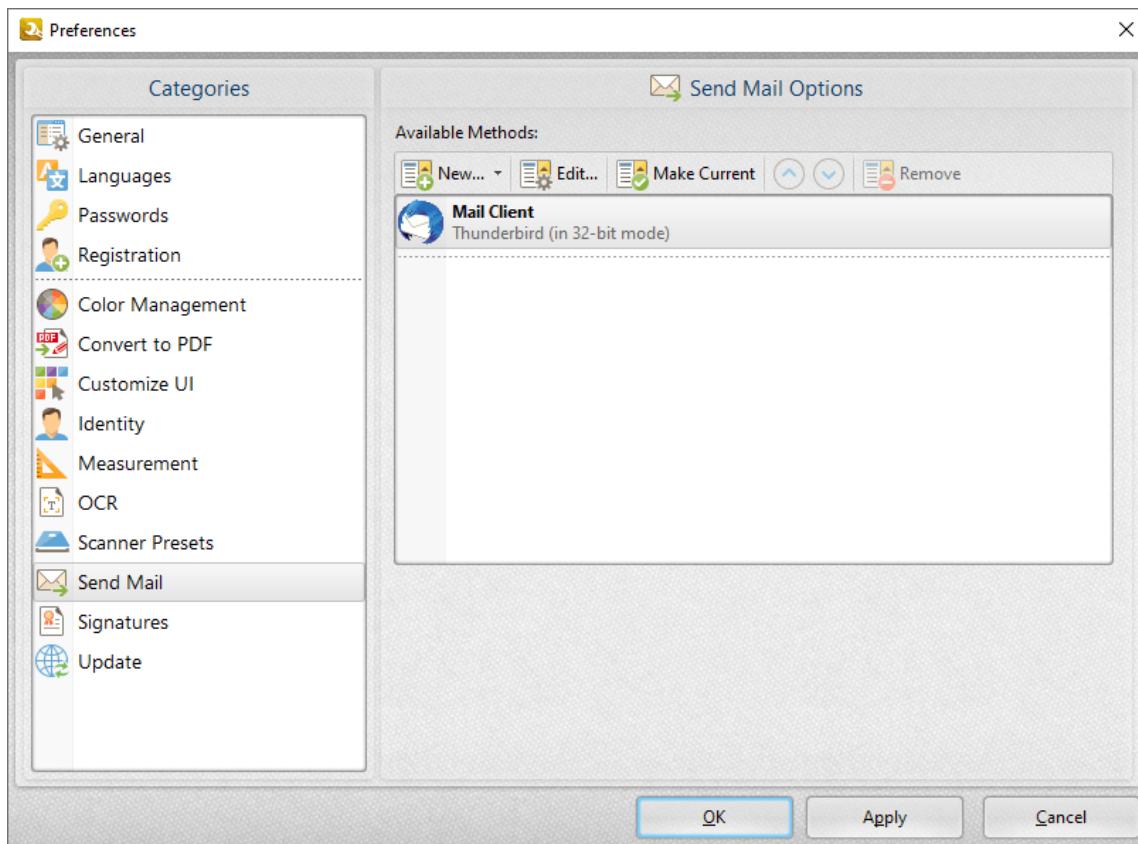 Preferences
Categories
General
Languages
Passwords
Registration
Color Management
Convert to PDF
Customize UI
Identity
Measurement
OCR
Scanner Presets
Send Mail
Signatures
Update
Send Mail Options
Available Methods:
New... Edit... Make Current Remove
Mail Client
Thunderbird (in 32-bit mode)
OK Apply Cancel